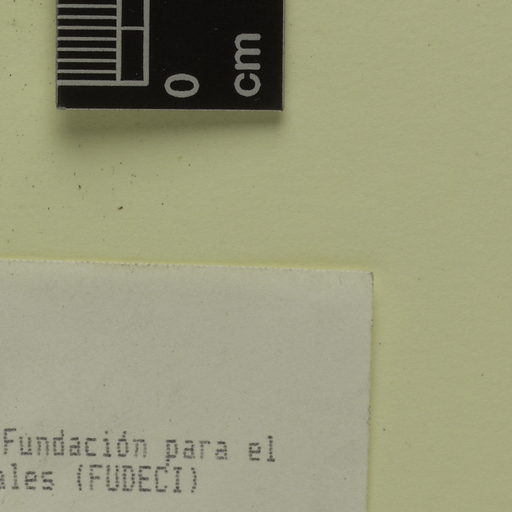 0 cm
Fundación para el
ales (FUDECI)